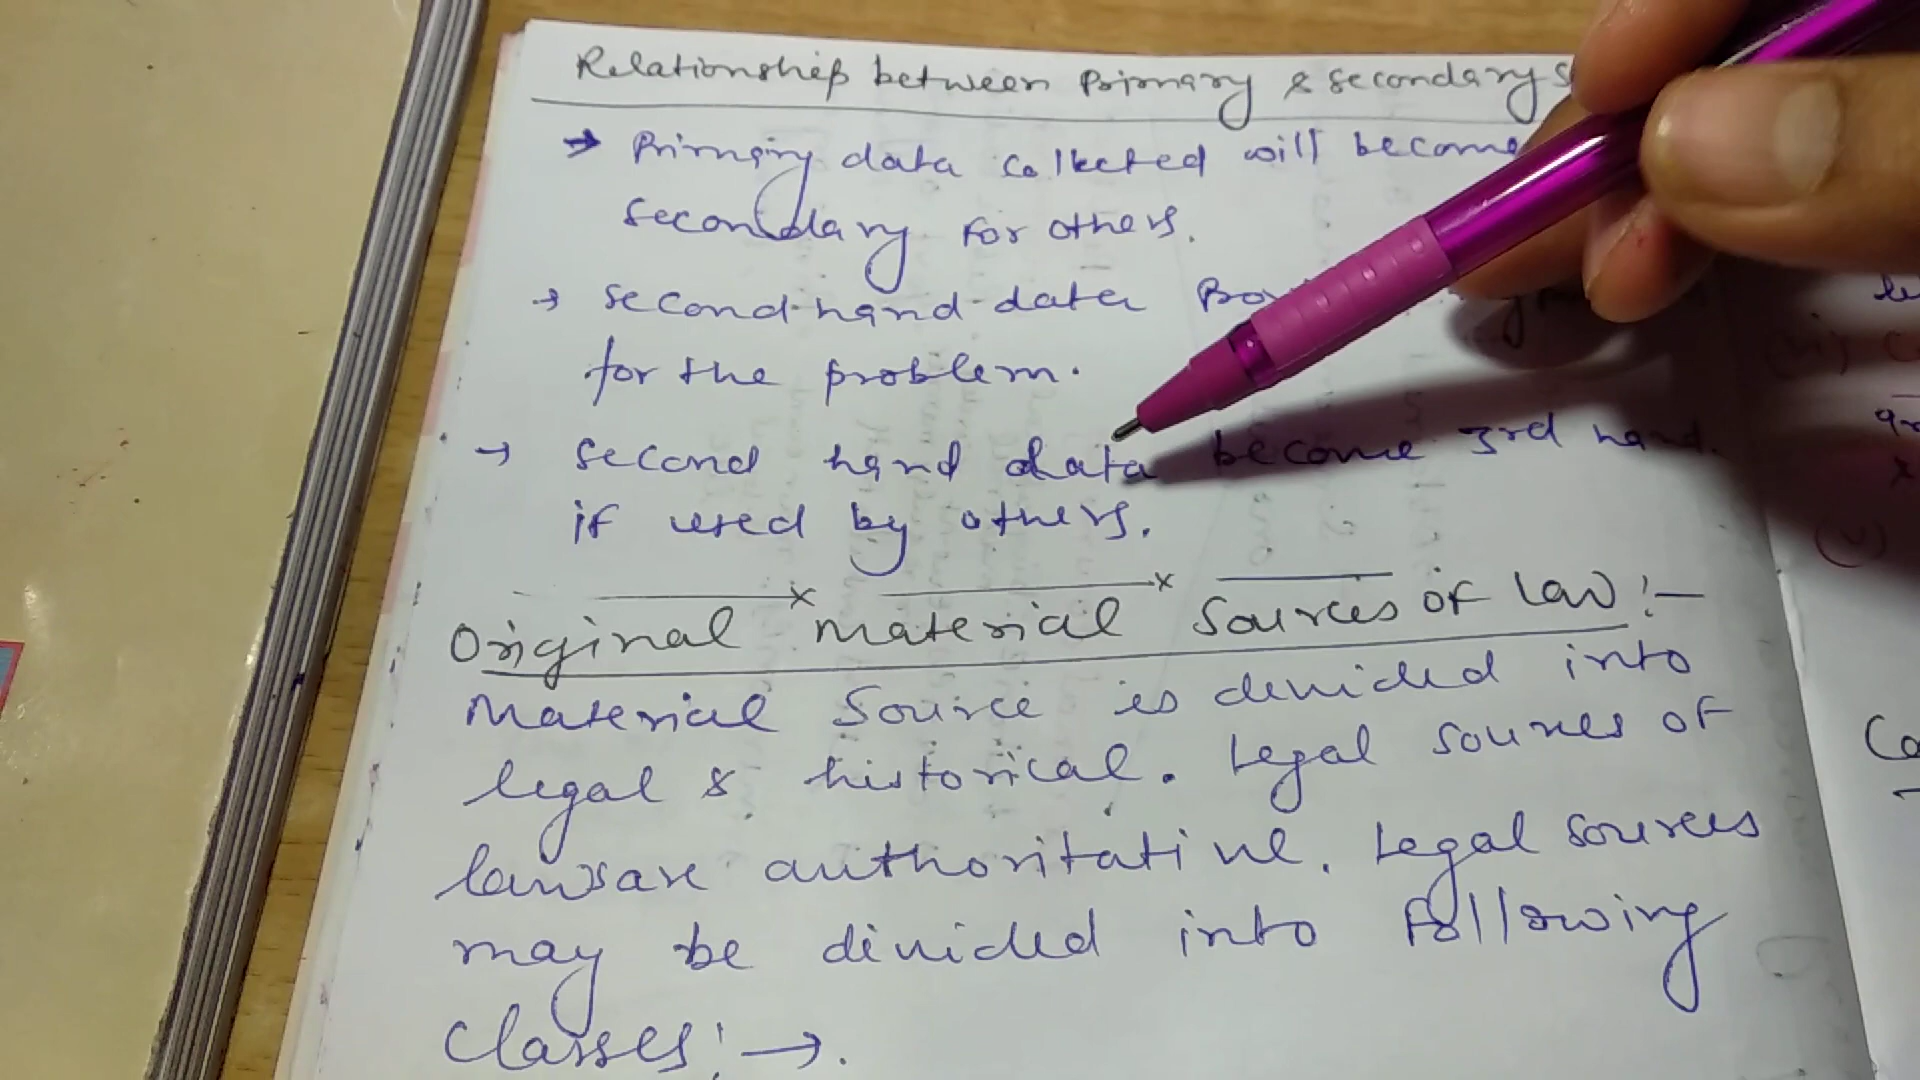 Relationship between Primary & secondary s
→ Primary data collected will become
secondary for others.
→ second-hand-data
for the problem.
→ second hand data become 3rd hand.
if used by others.
Original material sources of Law :-
Material source is devided into
legal & historical. Legal sources of
laws are authoritative. Legal sources
may be divided into following
classes :→.